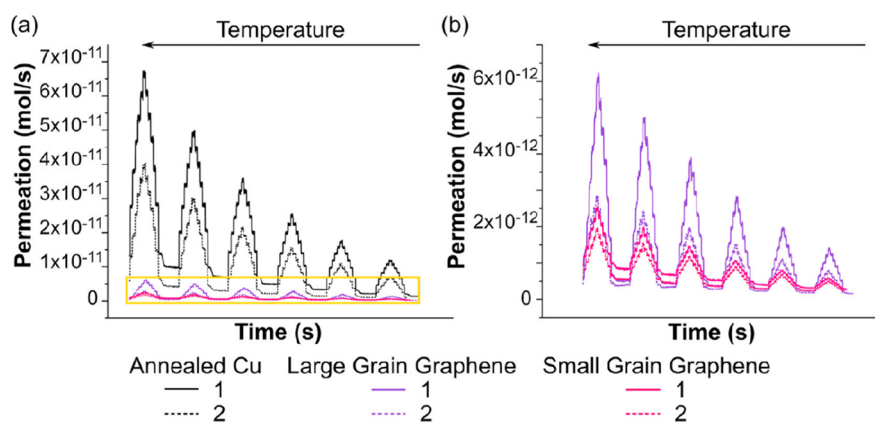 (a)
Temperature
Permeation (mol/s)
7x10-11
6x10-11
5x10-11
4x10-11
3x10-11
2x10-11
1x10-11
0
Time (s)
(b)
Temperature
Permeation (mol/s)
6x10-12
4x10-12
2x10-12
0
Time (s)
Annealed Cu Large Grain Graphene Small Grain Graphene
1 1 1
2 2 2